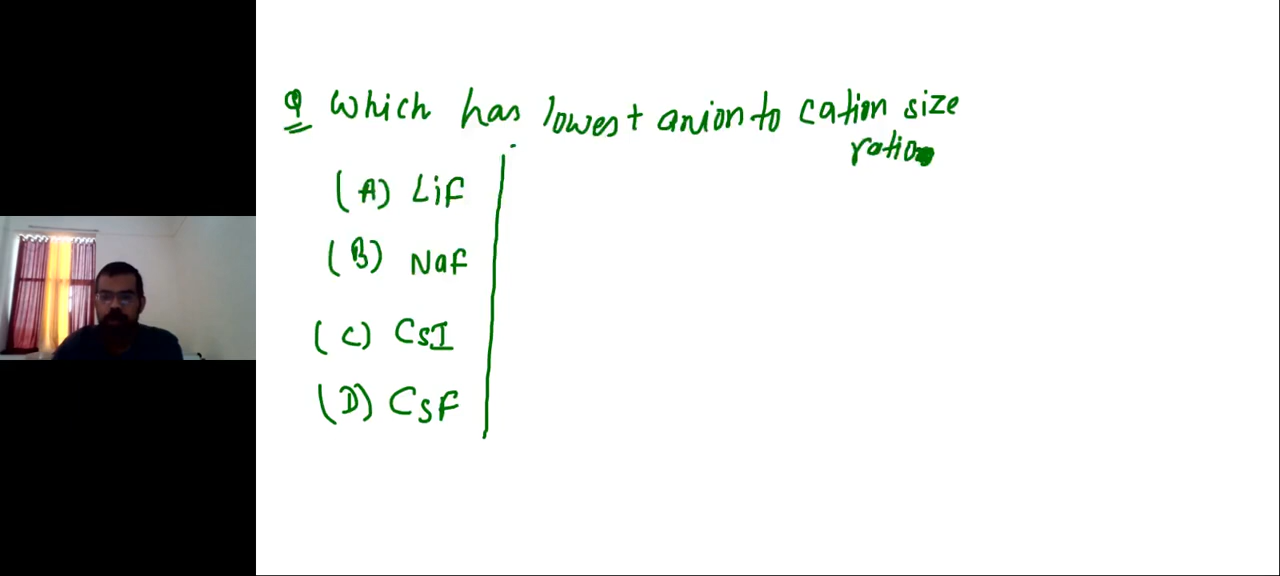 Q which has lowest anion to cation size
ratio
(A) LiF
(B) NaF
(C) CsI
(D) CsF